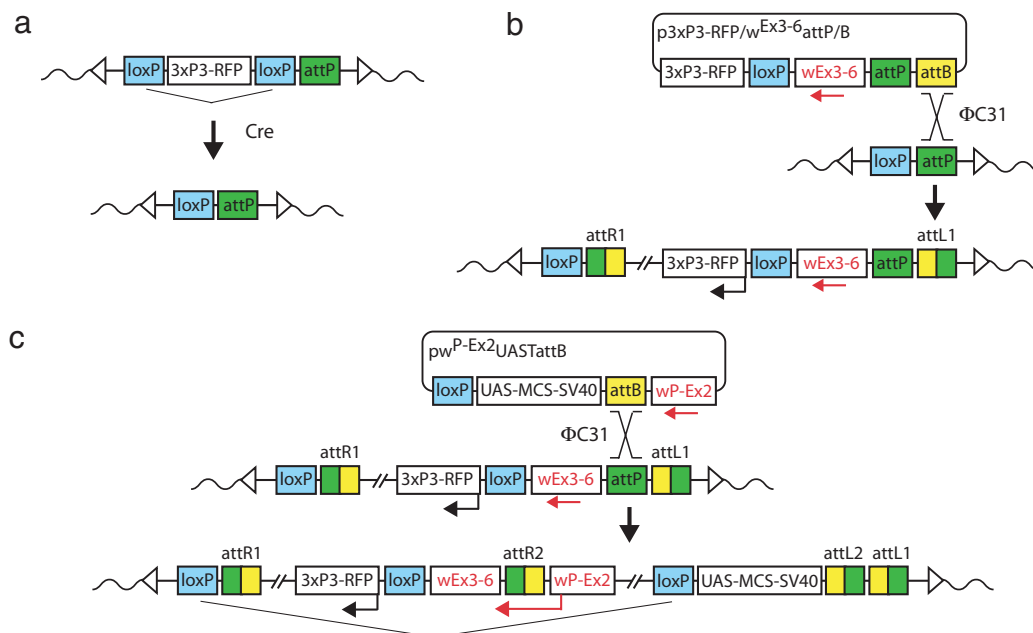 a
loxP 3xP3-RFP loxP attP
Cre
loxP attP
b
p3xP3-RFP/wEx3-6attP/B
3xP3-RFP loxP wEx3-6 attP attB
ΦC31
loxP attP
attR1 attL1
loxP 3xP3-RFP loxP wEx3-6 attP
c
pwP-Ex2UASTattB
loxP UAS-MCS-SV40 attB wP-Ex2
ΦC31
attR1 attL1
loxP 3xP3-RFP loxP wEx3-6 attP
attR1 attR2 attL2 attL1
loxP 3xP3-RFP loxP wEx3-6 wP-Ex2 loxP UAS-MCS-SV40